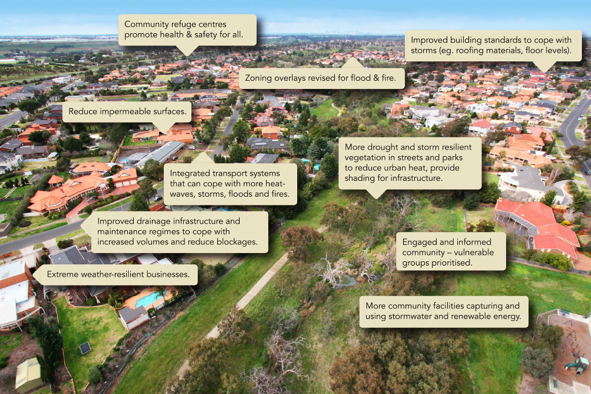 Community refuge centres
promote health & safety for all.
Improved building standards to cope with
storms (eg. roofing materials, floor levels).
Zoning overlays revised for flood & fire.
Reduce impermeable surfaces.
More drought and storm resilient
vegetation in streets and parks
to reduce urban heat, provide
shading for infrastructure.
Integrated transport systems
that can cope with more heat-
waves, storms, floods and fires.
Improved drainage infrastructure and
maintenance regimes to cope with
increased volumes and reduce blockages.
Engaged and informed
community – vulnerable
groups prioritised.
Extreme weather-resilient businesses.
More community facilities capturing and
using stormwater and renewable energy.